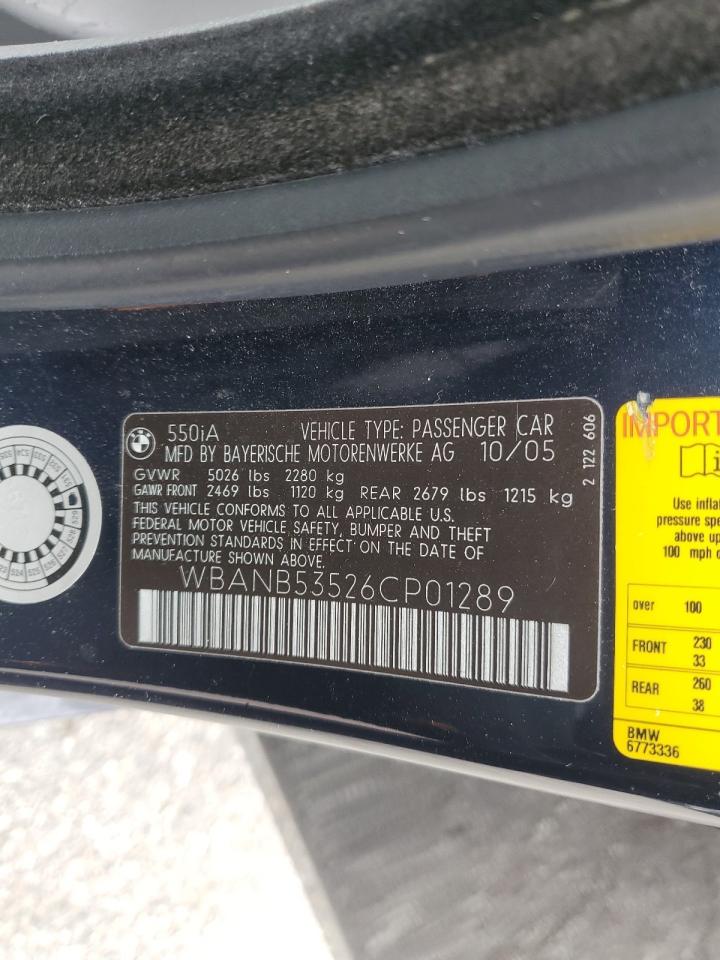 550iA VEHICLE TYPE: PASSENGER CAR
MFD BY BAYERISCHE MOTORENWERKE AG 10/05
GVWR 5026 lbs 2280 kg
GAWR FRONT 2469 lbs 1120 kg REAR 2679 lbs 1215 kg
THIS VEHICLE CONFORMS TO ALL APPLICABLE U.S.
FEDERAL MOTOR VEHICLE SAFETY, BUMPER AND THEFT
PREVENTION STANDARDS IN EFFECT ON THE DATE OF
MANUFACTURE SHOWN ABOVE.
WBANB53526CP01289
2 122 606
IMPORT
i
Use infla
pressure spe
above up
100 mph o
over 100
FRONT 230
33
REAR 260
38
BMW
6773336